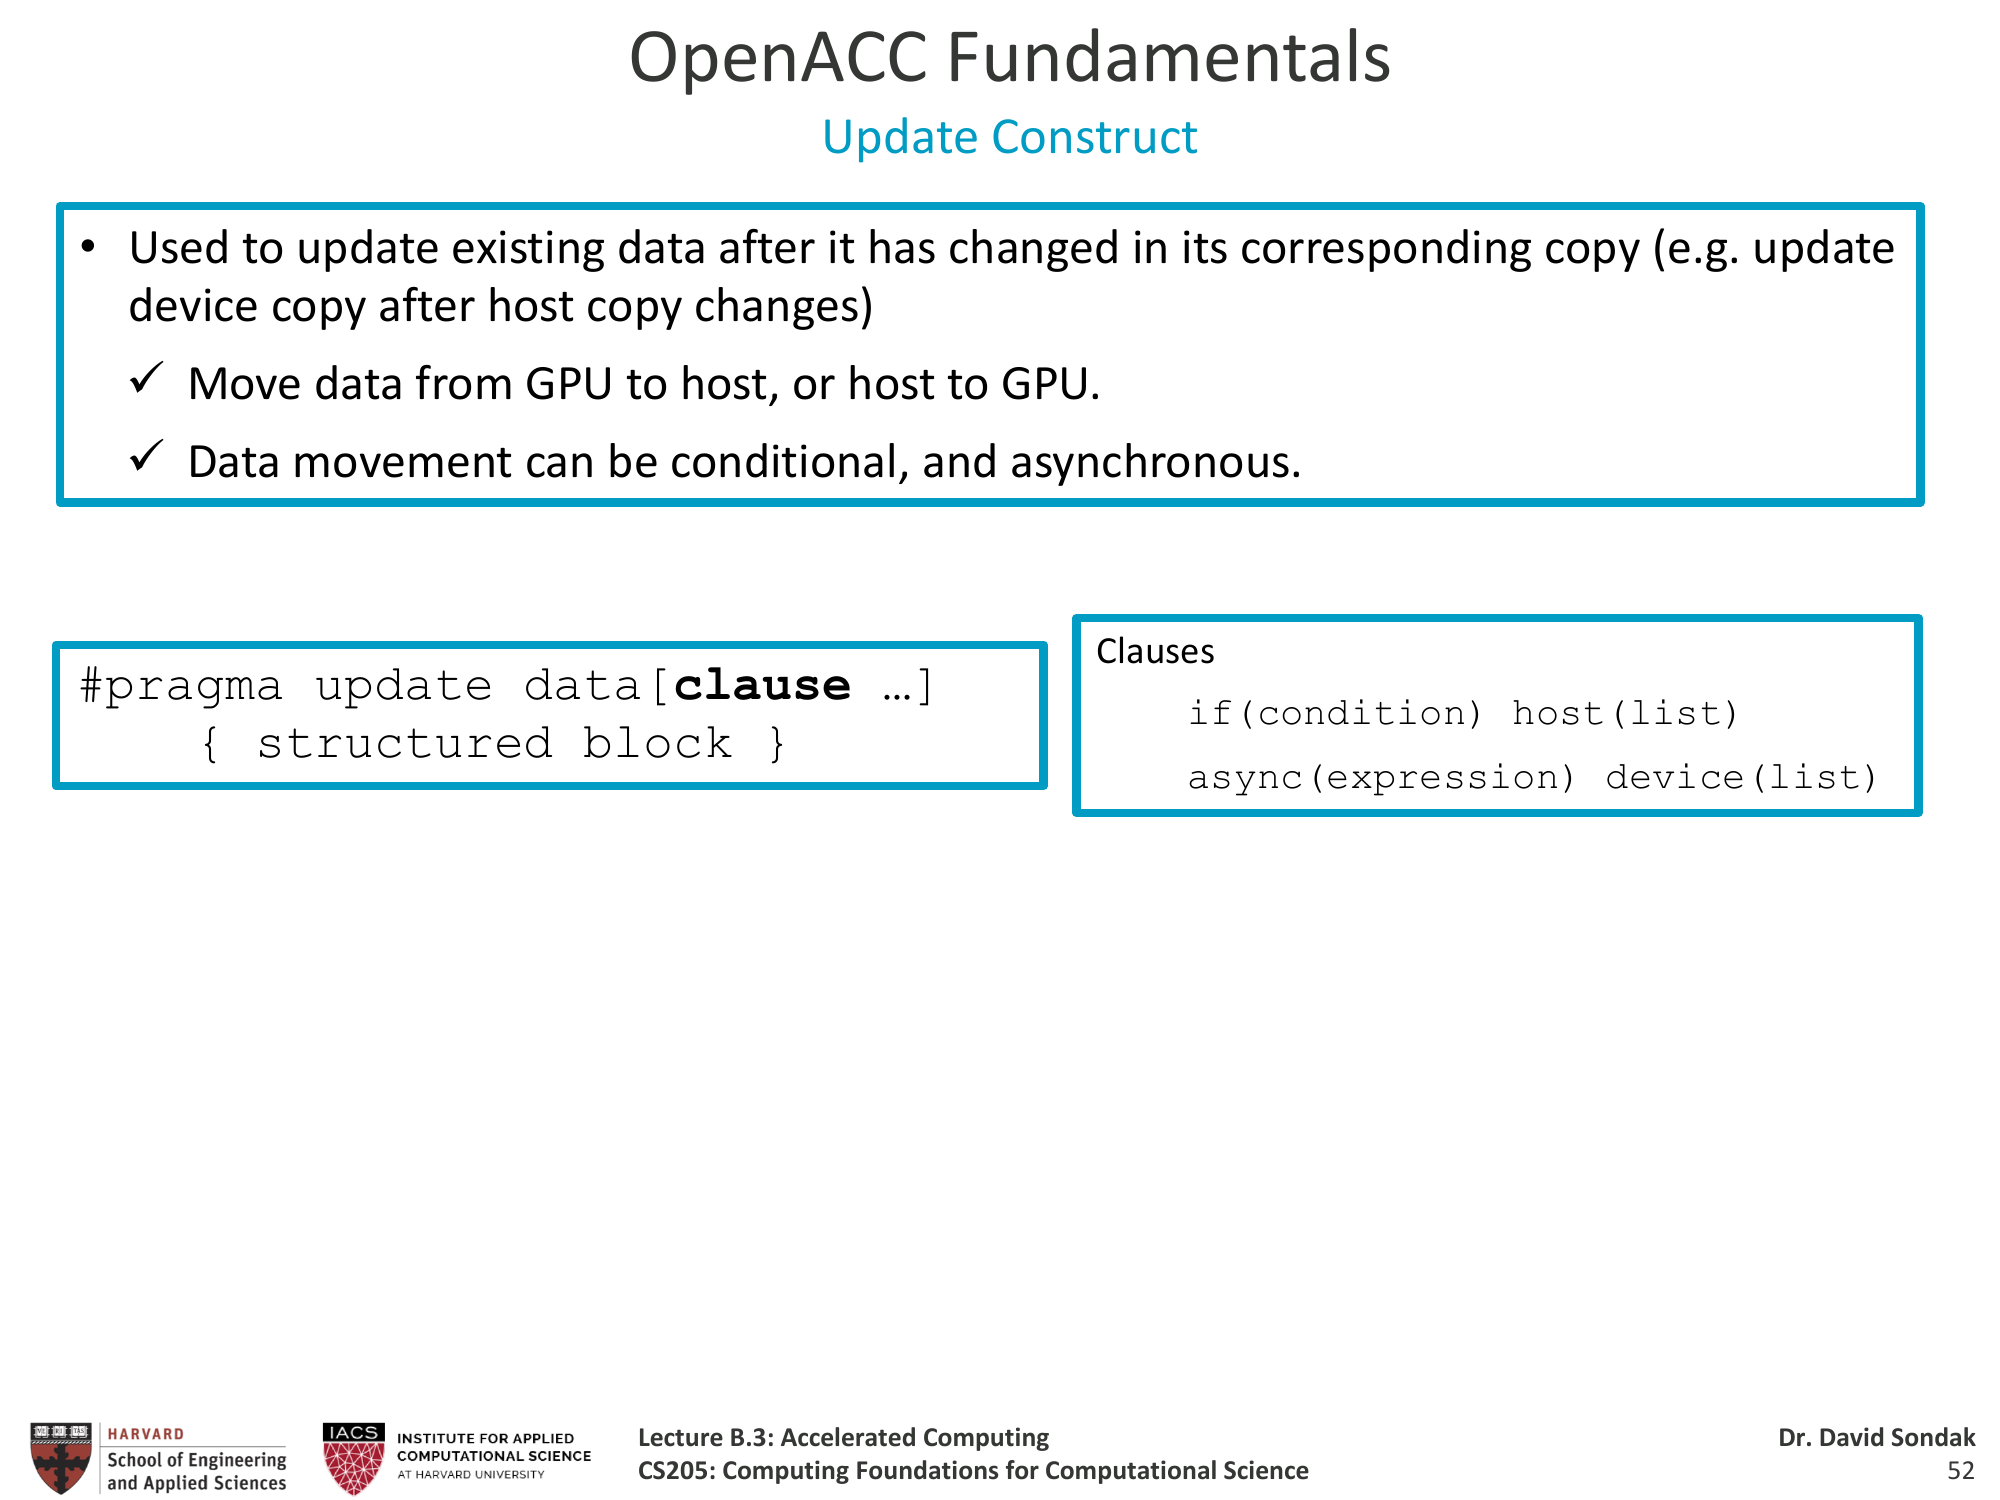 OpenACC Fundamentals
Update Construct
• Used to update existing data after it has changed in its corresponding copy (e.g. update
device copy after host copy changes)
✓ Move data from GPU to host, or host to GPU.
✓ Data movement can be conditional, and asynchronous.
#pragma update data[clause …]
{ structured block }
Clauses
if(condition) host(list)
async(expression) device(list)
HARVARD
School of Engineering
and Applied Sciences
IACS
INSTITUTE FOR APPLIED
COMPUTATIONAL SCIENCE
AT HARVARD UNIVERSITY
Lecture B.3: Accelerated Computing
CS205: Computing Foundations for Computational Science
Dr. David Sondak
52